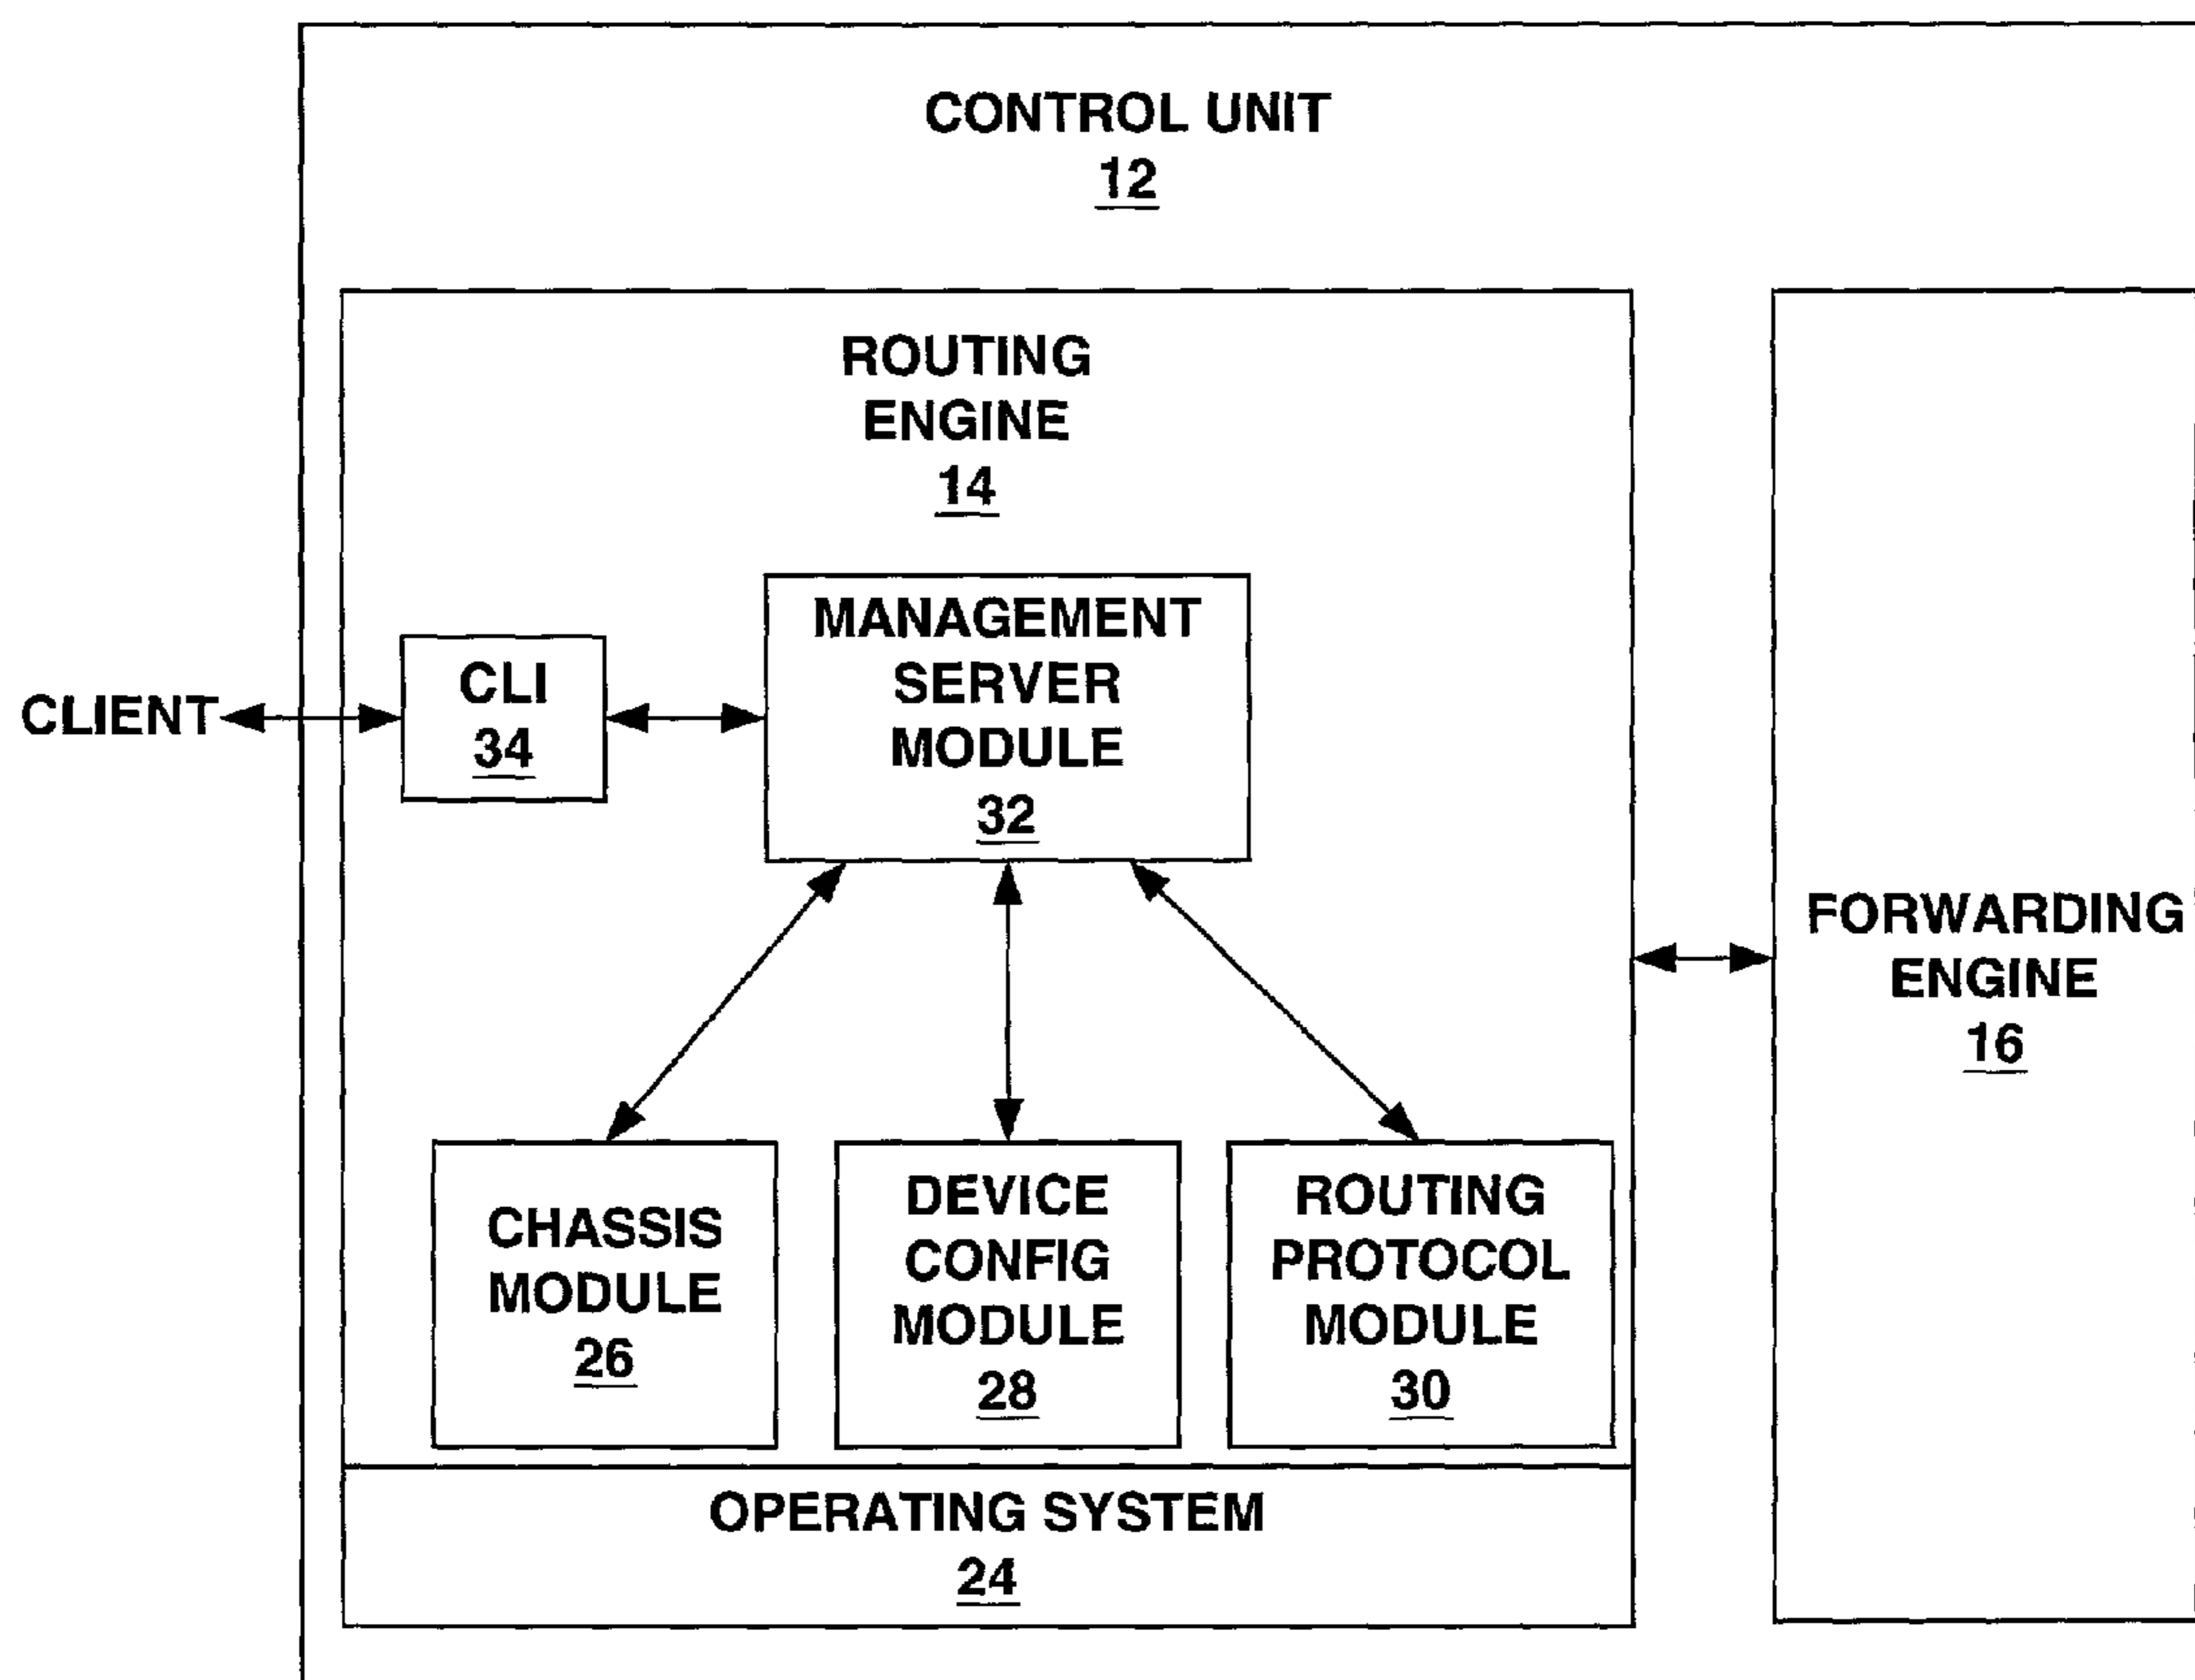 CONTROL UNIT
12
ROUTING
ENGINE
14
CLIENT
CLI
34
MANAGEMENT
SERVER
MODULE
32
FORWARDING
ENGINE
16
CHASSIS
MODULE
26
DEVICE
CONFIG
MODULE
28
ROUTING
PROTOCOL
MODULE
30
OPERATING SYSTEM
24